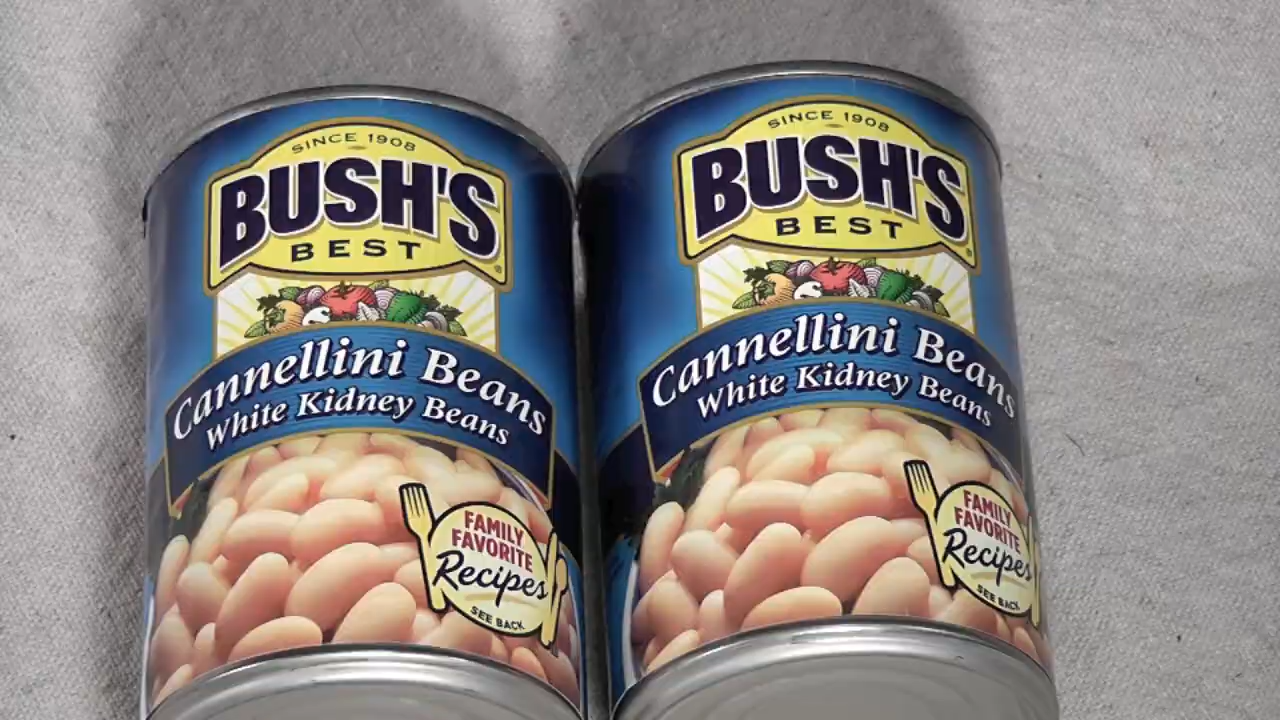 SINCE 1908
BUSH'S
BEST
Cannellini Beans
White Kidney Beans
FAMILY
FAVORITE
Recipes
SEE BACK
SINCE 1908
BUSH'S
BEST
Cannellini Beans
White Kidney Beans
FAMILY
FAVORITE
Recipes
SEE BACK